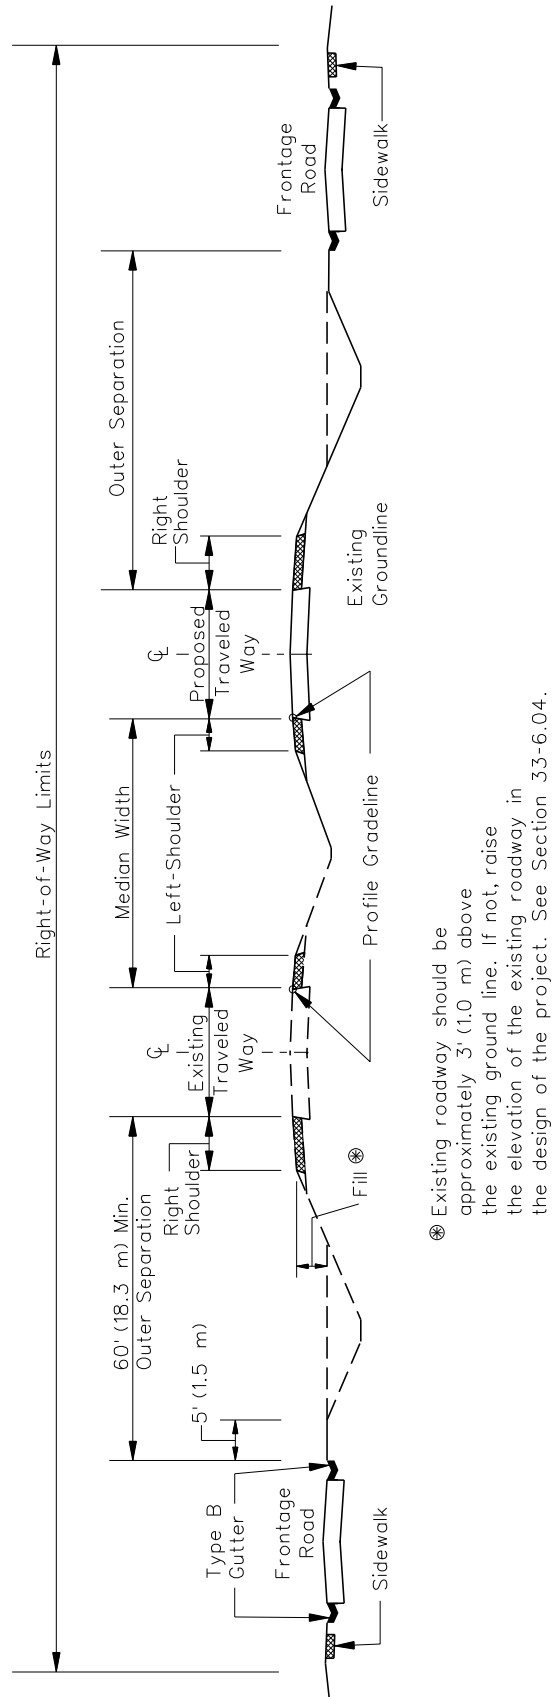 Right-of-Way Limits
60' (18.3 m) Min.
Outer Separation
Median Width
Outer Separation
5' (1.5 m)
Right
Shoulder
Left-Shoulder
Right
Shoulder
℄
Existing
Traveled
Way
℄
Proposed
Traveled
Way
Type B
Gutter
Frontage
Road
Frontage
Road
Fill ⊛
Profile Gradeline
Existing
Groundline
Sidewalk
Sidewalk
⊛ Existing roadway should be
approximately 3' (1.0 m) above
the existing ground line. If not, raise
the elevation of the existing roadway in
the design of the project. See Section 33-6.04.